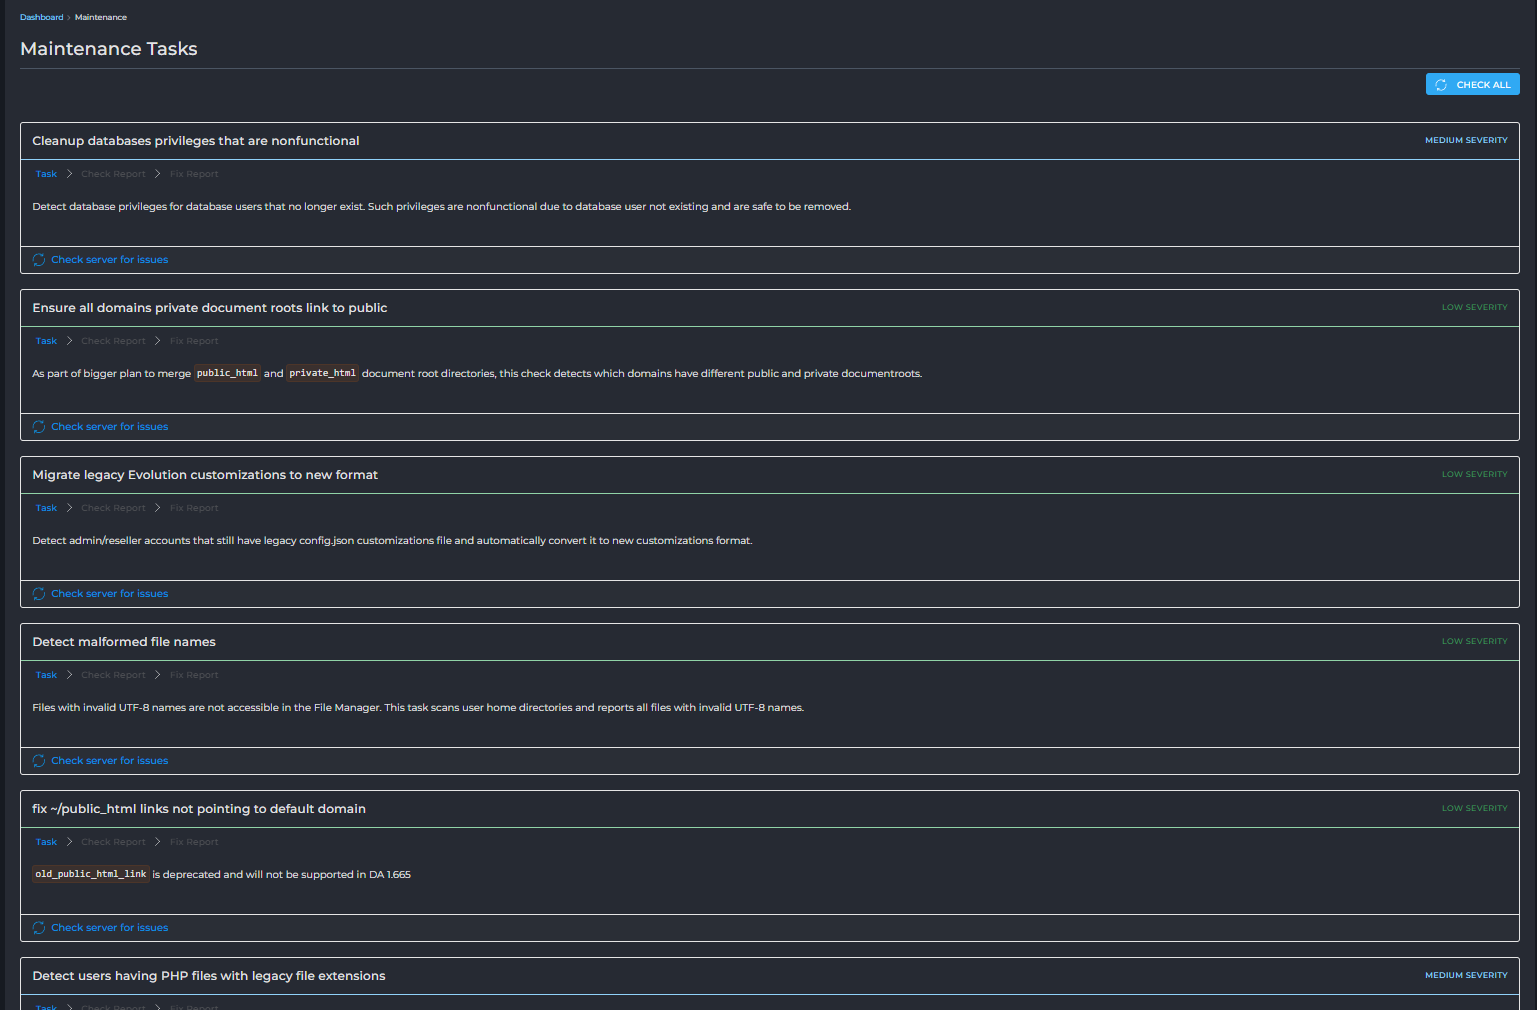 Dashboard > Maintenance
Maintenance Tasks
CHECK ALL
Cleanup databases privileges that are nonfunctional
MEDIUM SEVERITY
Task > Check Report > Fix Report
Detect database privileges for database users that no longer exist. Such privileges are nonfunctional due to database user not existing and are safe to be removed.
Check server for issues
Ensure all domains private document roots link to public
LOW SEVERITY
Task > Check Report > Fix Report
As part of bigger plan to merge public_html and private_html document root directories, this check detects which domains have different public and private documentroots.
Check server for issues
Migrate legacy Evolution customizations to new format
LOW SEVERITY
Task > Check Report > Fix Report
Detect admin/reseller accounts that still have legacy config.json customizations file and automatically convert it to new customizations format.
Check server for issues
Detect malformed file names
LOW SEVERITY
Task > Check Report > Fix Report
Files with invalid UTF-8 names are not accessible in the File Manager. This task scans user home directories and reports all files with invalid UTF-8 names.
Check server for issues
fix ~/public_html links not pointing to default domain
LOW SEVERITY
Task > Check Report > Fix Report
old_public_html_link is deprecated and will not be supported in DA 1.665
Check server for issues
Detect users having PHP files with legacy file extensions
MEDIUM SEVERITY
Task > Check Report > Fix Report